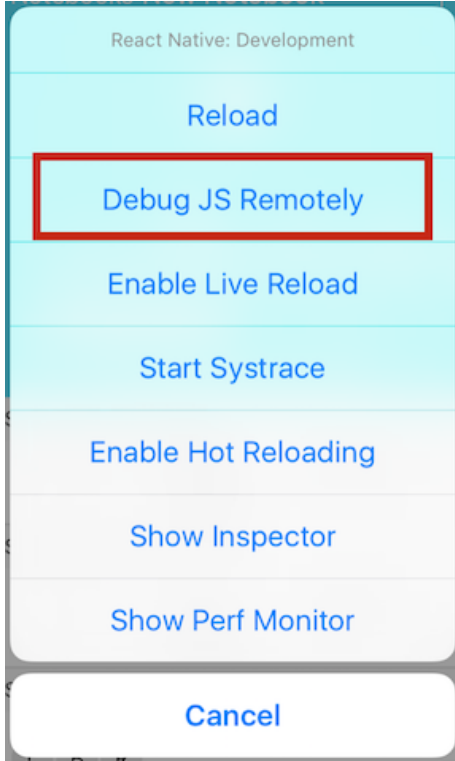 React Native: Development
Reload
Debug JS Remotely
Enable Live Reload
Start Systrace
Enable Hot Reloading
Show Inspector
Show Perf Monitor
Cancel